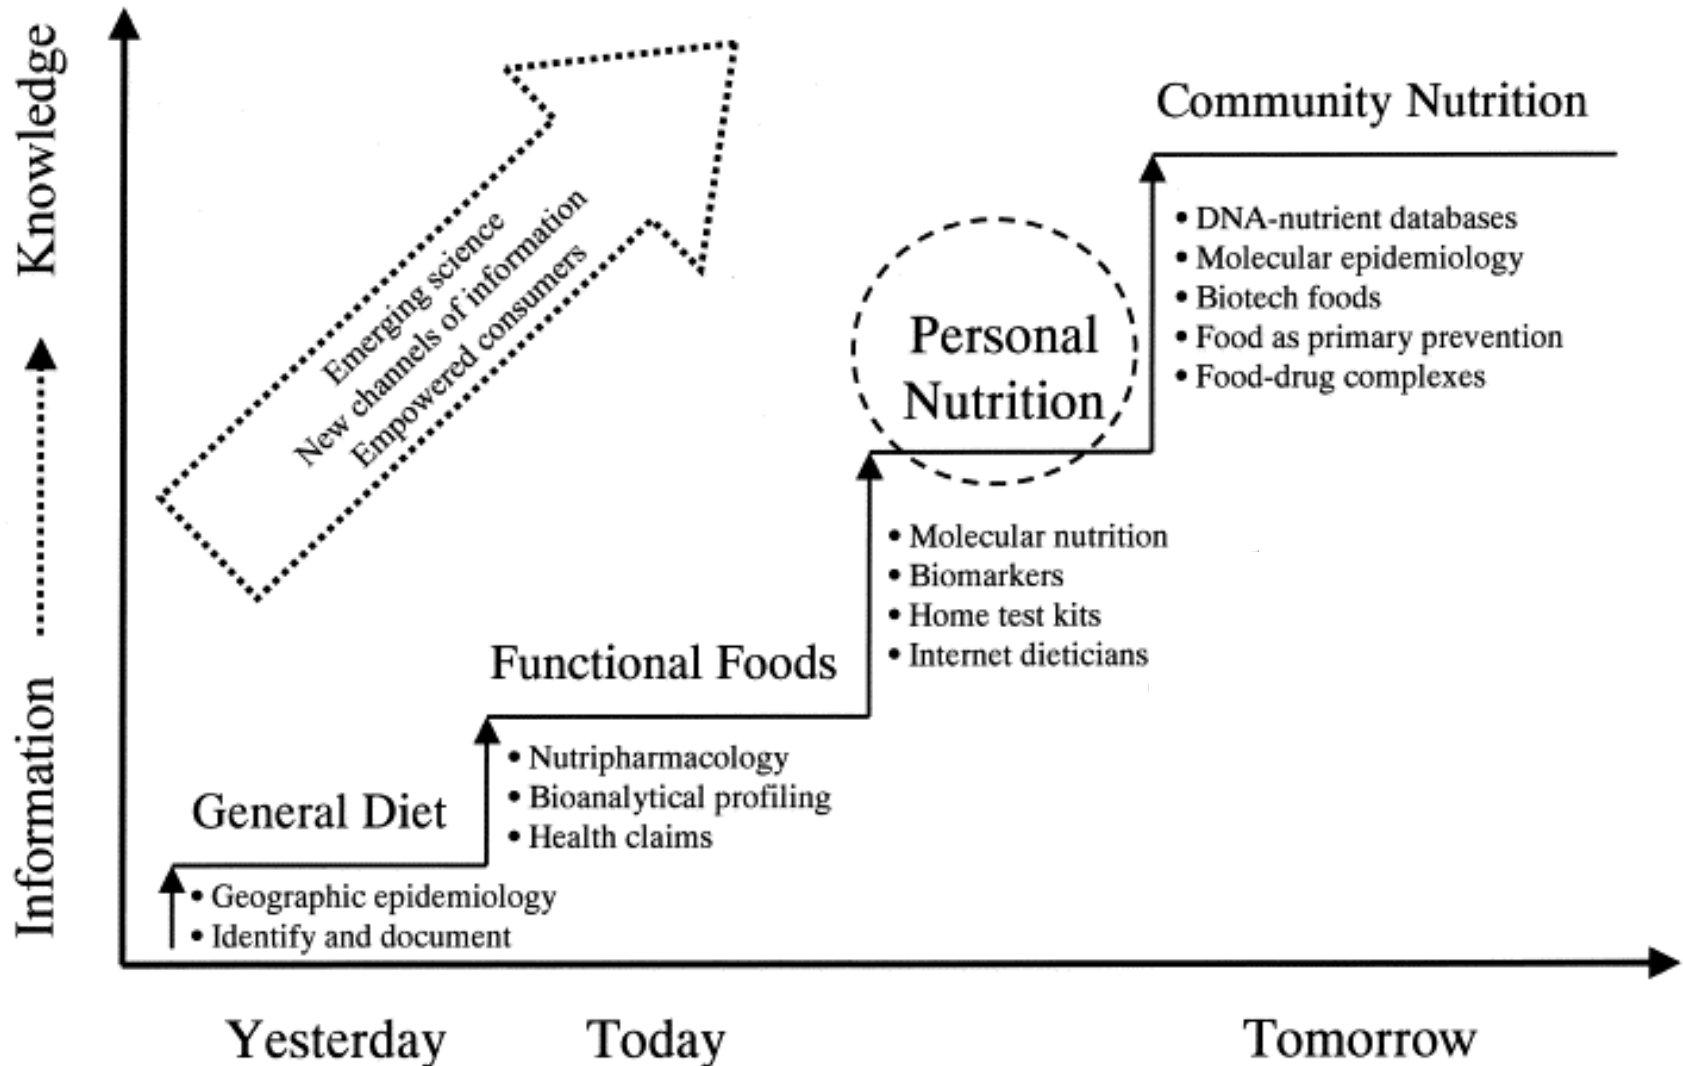 Knowledge
Information
Emerging science
New channels of information
Empowered consumers
General Diet
• Geographic epidemiology
• Identify and document
Functional Foods
• Nutripharmacology
• Bioanalytical profiling
• Health claims
Personal
Nutrition
• Molecular nutrition
• Biomarkers
• Home test kits
• Internet dieticians
Community Nutrition
• DNA-nutrient databases
• Molecular epidemiology
• Biotech foods
• Food as primary prevention
• Food-drug complexes
Yesterday
Today
Tomorrow